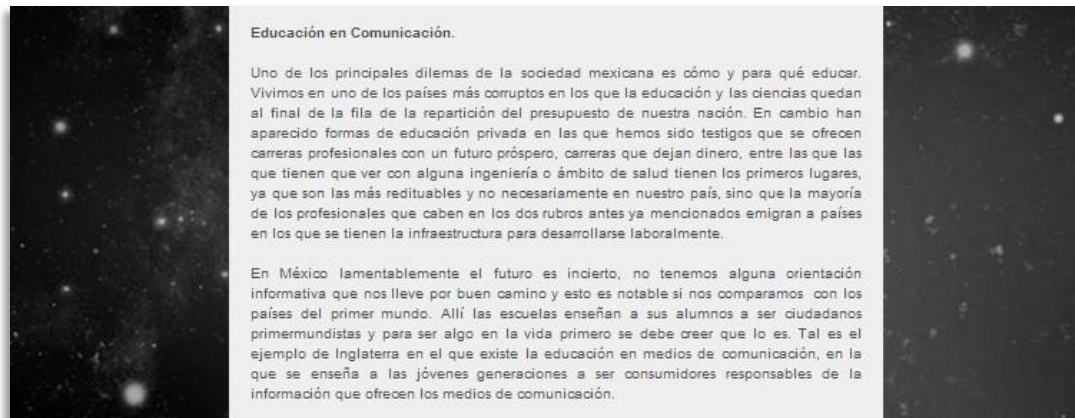 Educación en Comunicación.
Uno de los principales dilemas de la sociedad mexicana es cómo y para qué educar.
Vivimos en uno de los países más corruptos en los que la educación y las ciencias quedan
al final de la fila de la repartición del presupuesto de nuestra nación. En cambio han
aparecido formas de educación privada en las que hemos sido testigos que se ofrecen
carreras profesionales con un futuro próspero, carreras que dejan dinero, entre las que las
que tienen que ver con alguna ingeniería o ámbito de salud tienen los primeros lugares,
ya que son las más redituables y no necesariamente en nuestro país, sino que la mayoría
de los profesionales que caben en los dos rubros antes ya mencionados emigran a países
en los que se tienen la infraestructura para desarrollarse laboralmente.
En México lamentablemente el futuro es incierto, no tenemos alguna orientación
informativa que nos lleve por buen camino y esto es notable si nos comparamos con los
países del primer mundo. Allí las escuelas enseñan a sus alumnos a ser ciudadanos
primermundistas y para ser algo en la vida primero se debe creer que lo es. Tal es el
ejemplo de Inglaterra en el que existe la educación en medios de comunicación, en la
que se enseña a las jóvenes generaciones a ser consumidores responsables de la
información que ofrecen los medios de comunicación.